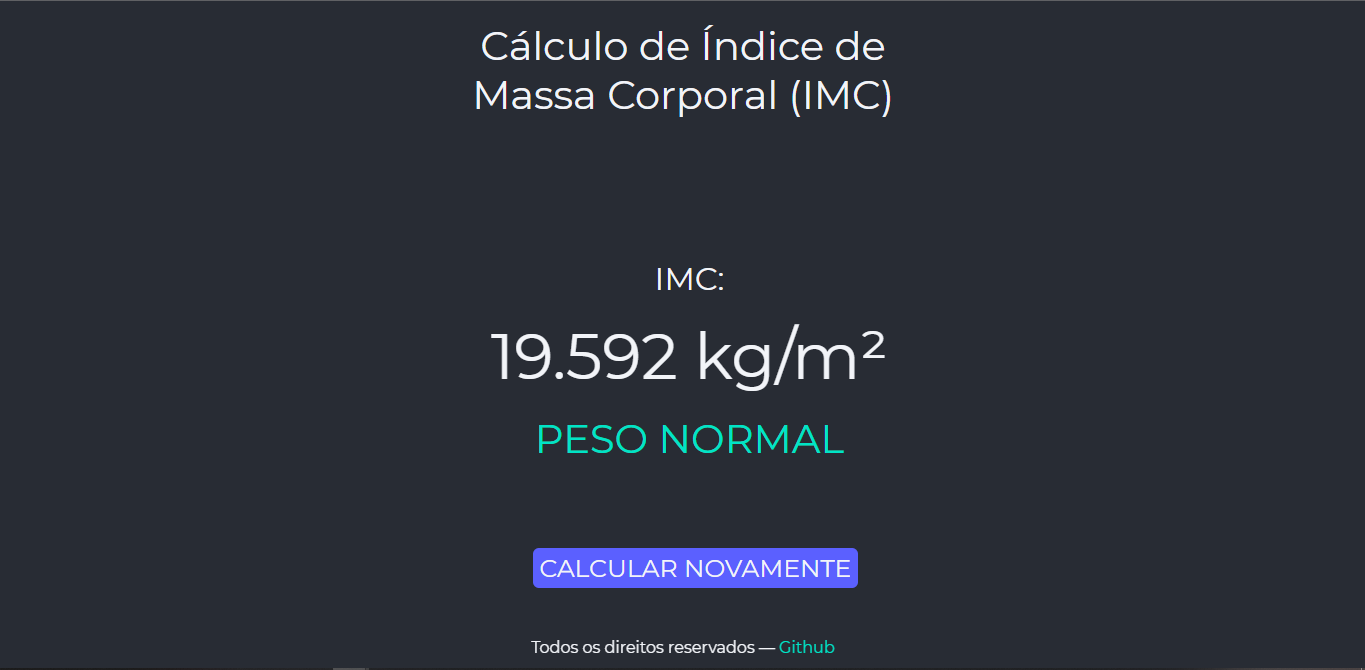 Cálculo de Índice de
Massa Corporal (IMC)
IMC:
19.592 kg/m²
PESO NORMAL
CALCULAR NOVAMENTE
Todos os direitos reservados — Github